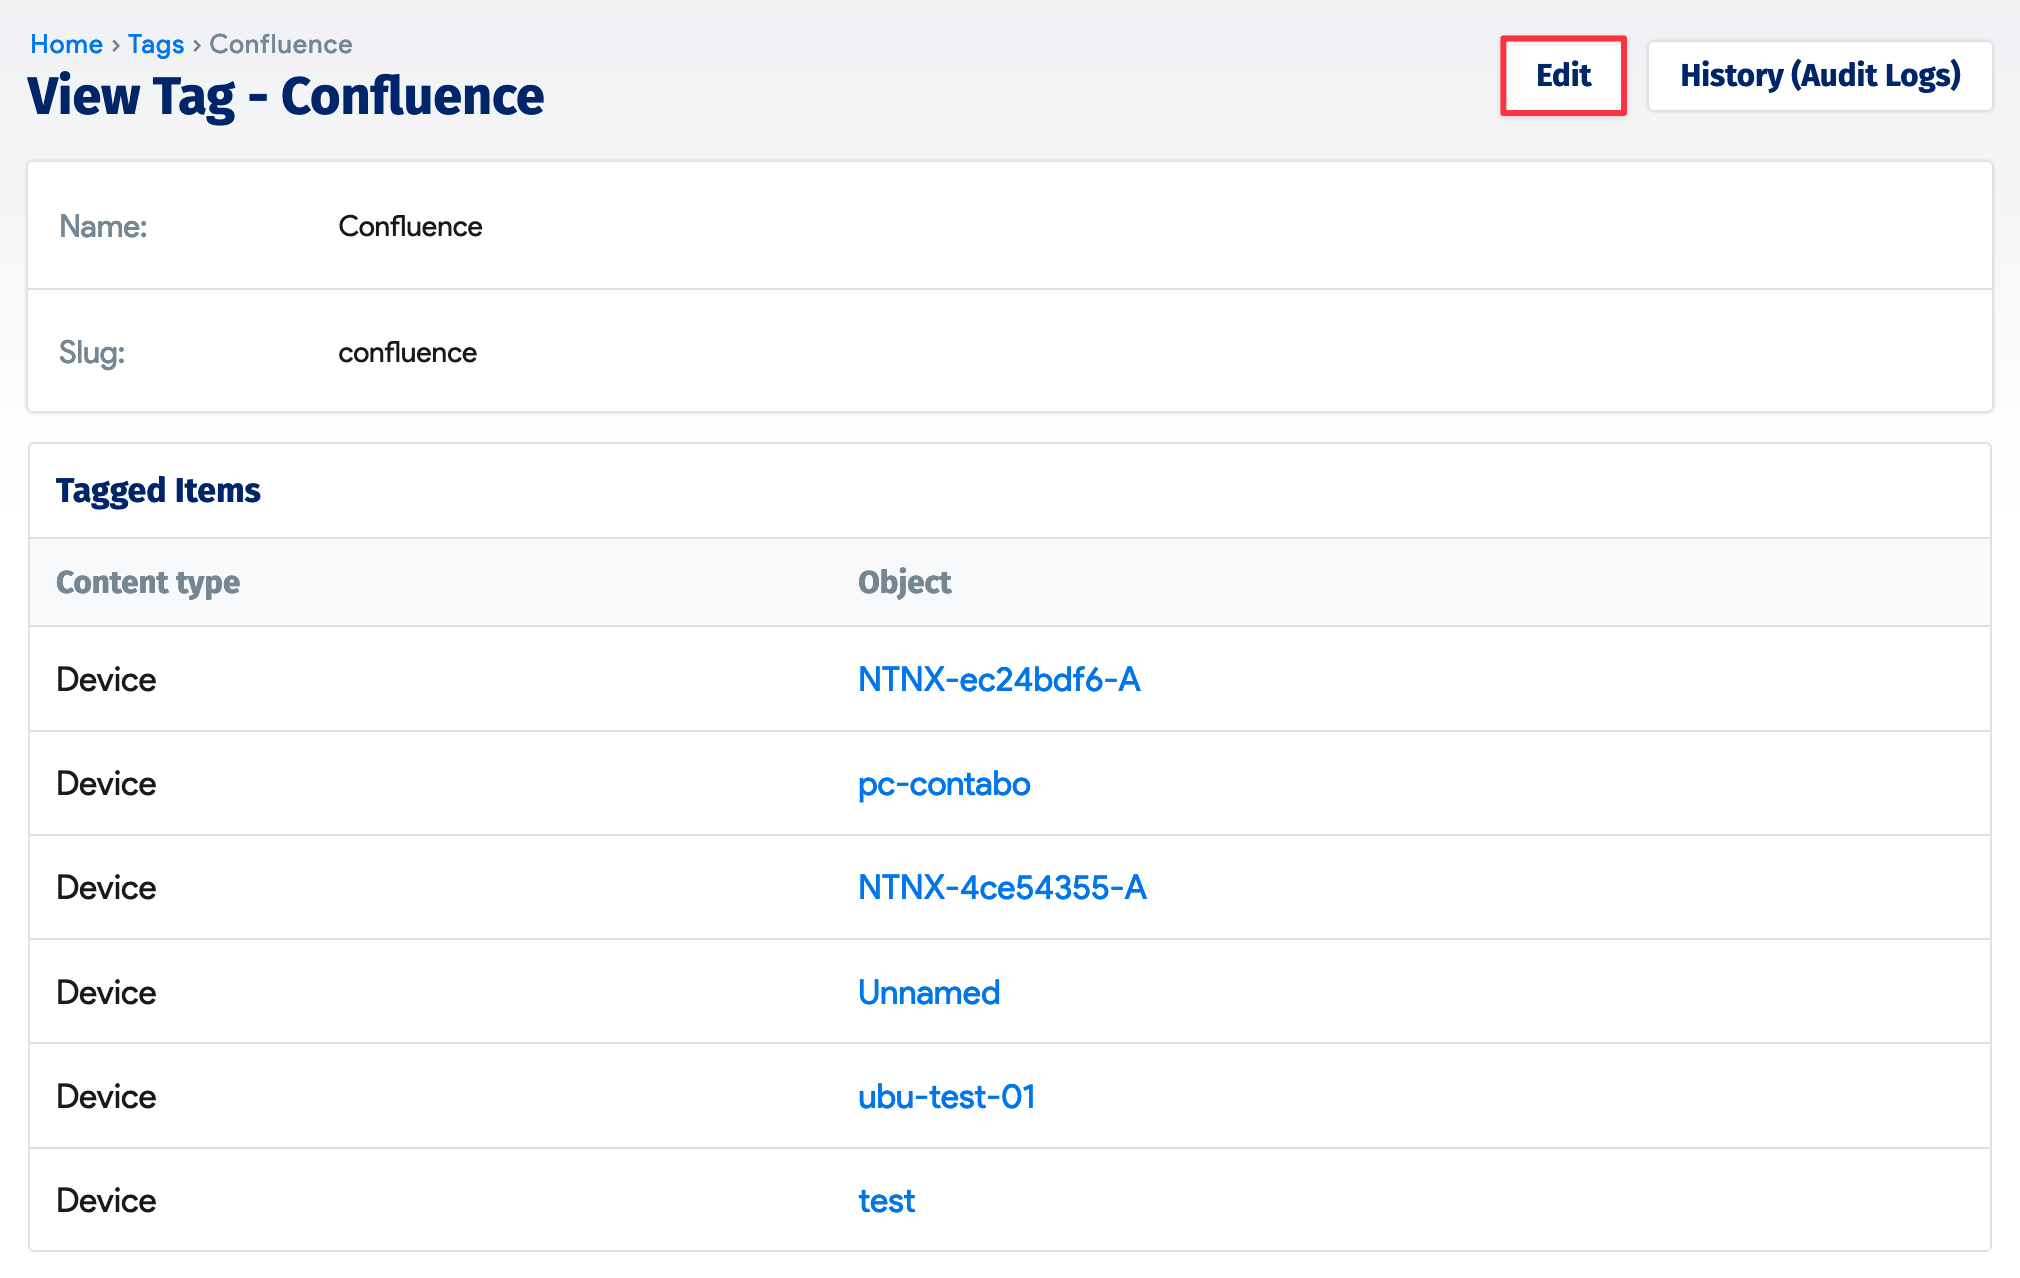 Home › Tags › Confluence
View Tag - Confluence
Edit
History (Audit Logs)
Name: Confluence
Slug: confluence
Tagged Items
Content type Object
Device NTNX-ec24bdf6-A
Device pc-contabo
Device NTNX-4ce54355-A
Device Unnamed
Device ubu-test-01
Device test